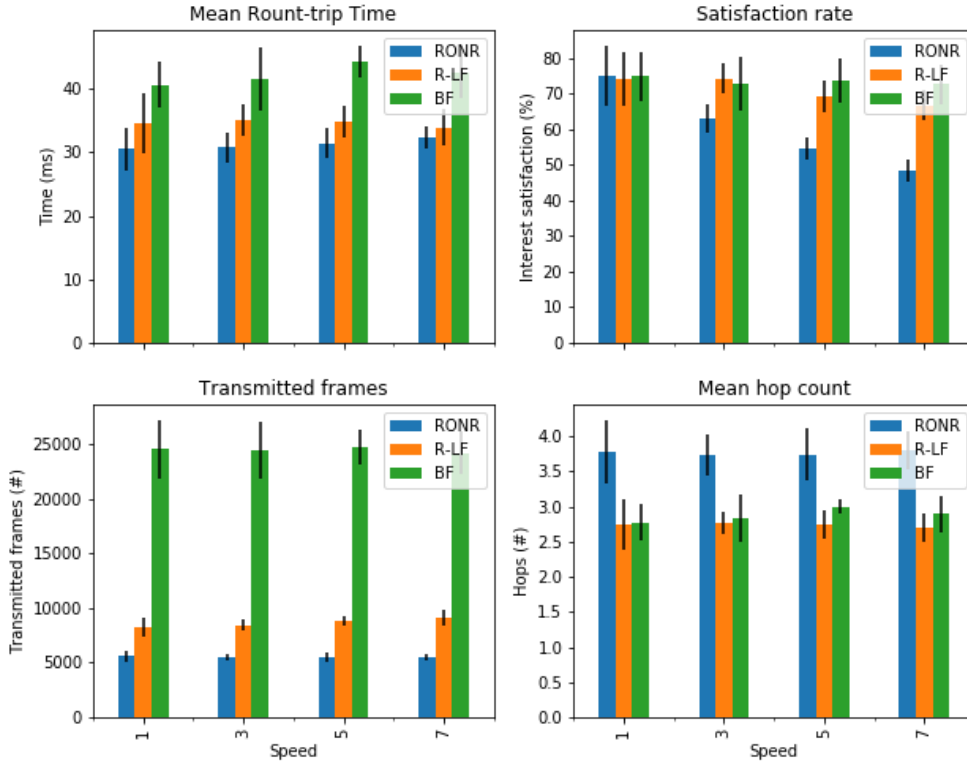 Mean Rount-trip Time
Time (ms)
40
30
20
10
0
RONR
R-LF
BF
Satisfaction rate
Interest satisfaction (%)
80
70
60
50
40
30
20
10
0
RONR
R-LF
BF
Transmitted frames
Transmitted frames (#)
25000
20000
15000
10000
5000
0
RONR
R-LF
BF
1
3
5
7
Speed
Mean hop count
Hops (#)
4.0
3.5
3.0
2.5
2.0
1.5
1.0
0.5
0.0
RONR
R-LF
BF
1
3
5
7
Speed